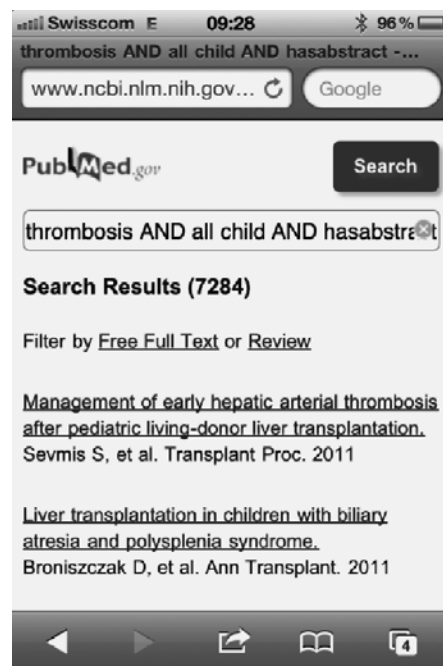 Swisscom E 09:28 96 %
thrombosis AND all child AND hasabstract -...
www.ncbi.nlm.nih.gov... Google
PubMed.gov Search
thrombosis AND all child AND hasabstract
Search Results (7284)
Filter by Free Full Text or Review
Management of early hepatic arterial thrombosis
after pediatric living-donor liver transplantation.
Sevmis S, et al. Transplant Proc. 2011
Liver transplantation in children with biliary
atresia and polysplenia syndrome.
Broniszczak D, et al. Ann Transplant. 2011
4